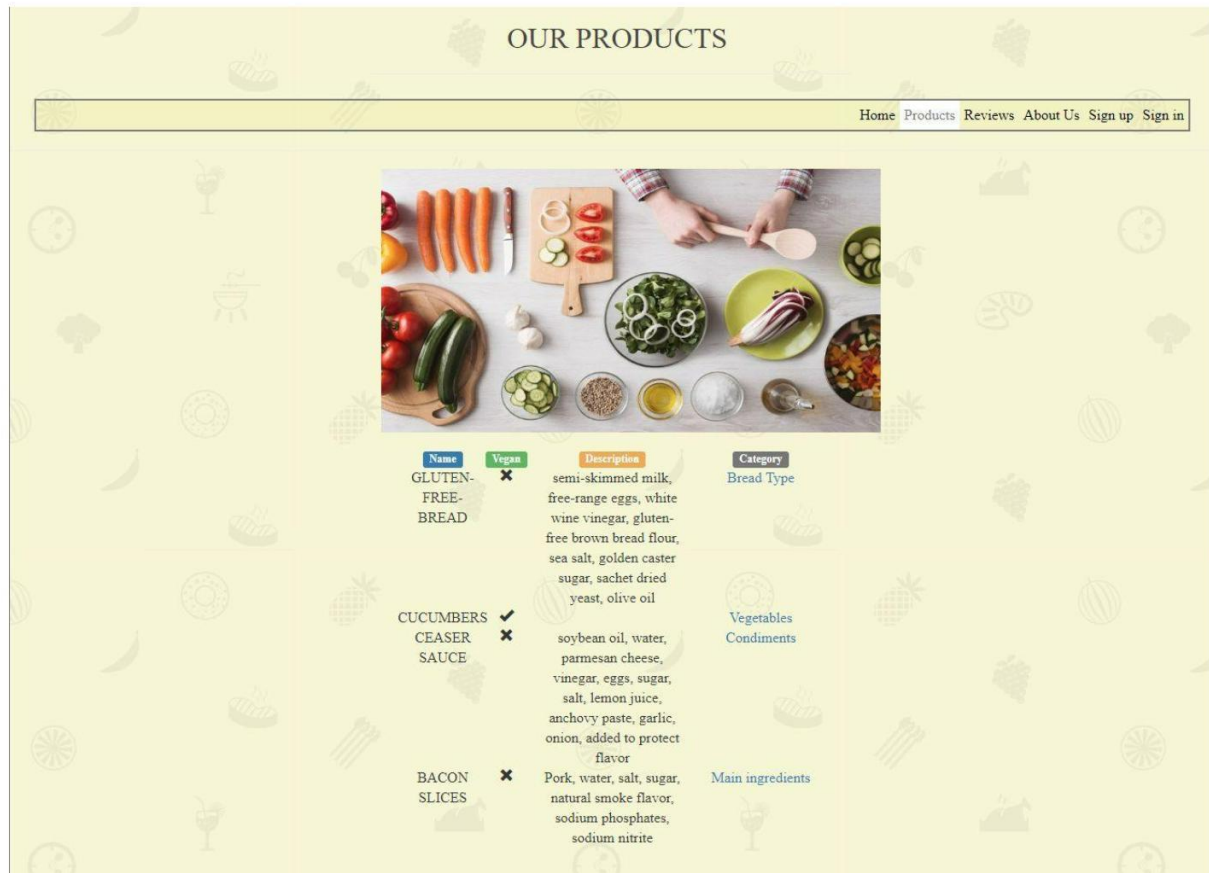 OUR PRODUCTS
Home Products Reviews About Us Sign up Sign in
Name Vegan Description Category
GLUTEN- semi-skimmed milk, Bread Type
FREE- free-range eggs, white
BREAD wine vinegar, gluten-
free brown bread flour,
sea salt, golden caster
sugar, sachet dried
yeast, olive oil
CUCUMBERS Vegetables
CEASER soybean oil, water, Condiments
SAUCE parmesan cheese,
vinegar, eggs, sugar,
salt, lemon juice,
anchovy paste, garlic,
onion, added to protect
flavor
BACON Pork, water, salt, sugar, Main ingredients
SLICES natural smoke flavor,
sodium phosphates,
sodium nitrite